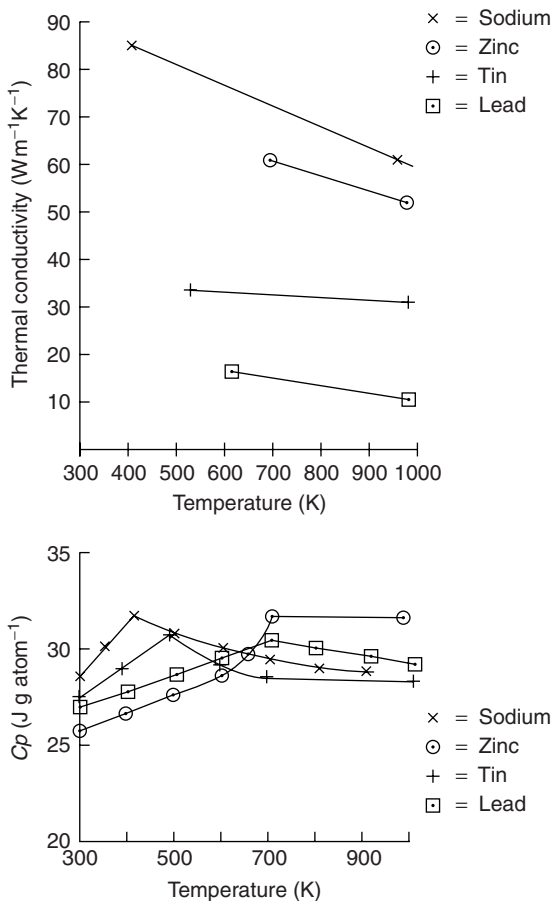 90
80
70
60
50
40
30
20
10
Thermal conductivity (Wm−1K−1)
300 400 500 600 700 800 900 1000
Temperature (K)
× = Sodium
⊙ = Zinc
+ = Tin
⊡ = Lead
35
30
25
20
Cp (J g atom−1)
300 500 700 900
Temperature (K)
× = Sodium
⊙ = Zinc
+ = Tin
⊡ = Lead